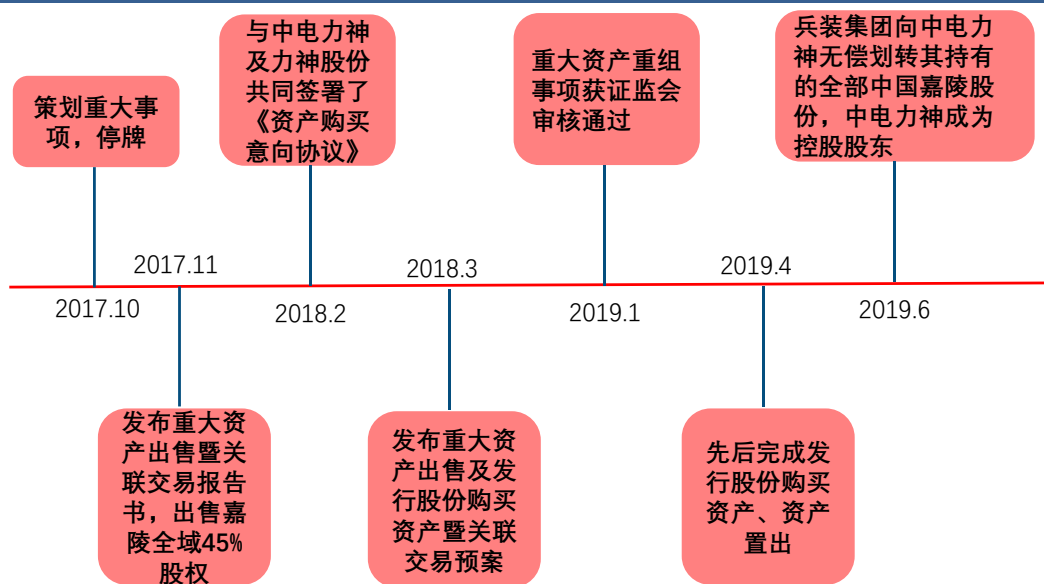 策划重大事
项，停牌
与中电力神
及力神股份
共同签署了
《资产购买
意向协议》
重大资产重组
事项获证监会
审核通过
兵装集团向中电力
神无偿划转其持有
的全部中国嘉陵股
份，中电力神成为
控股股东
2017.11
2018.3
2019.4
2017.10
2018.2
2019.1
2019.6
发布重大资
产出售暨关
联交易报告
书，出售嘉
陵全域45%
股权
发布重大资
产出售及发
行股份购买
资产暨关联
交易预案
先后完成发
行股份购买
资产、资产
置出